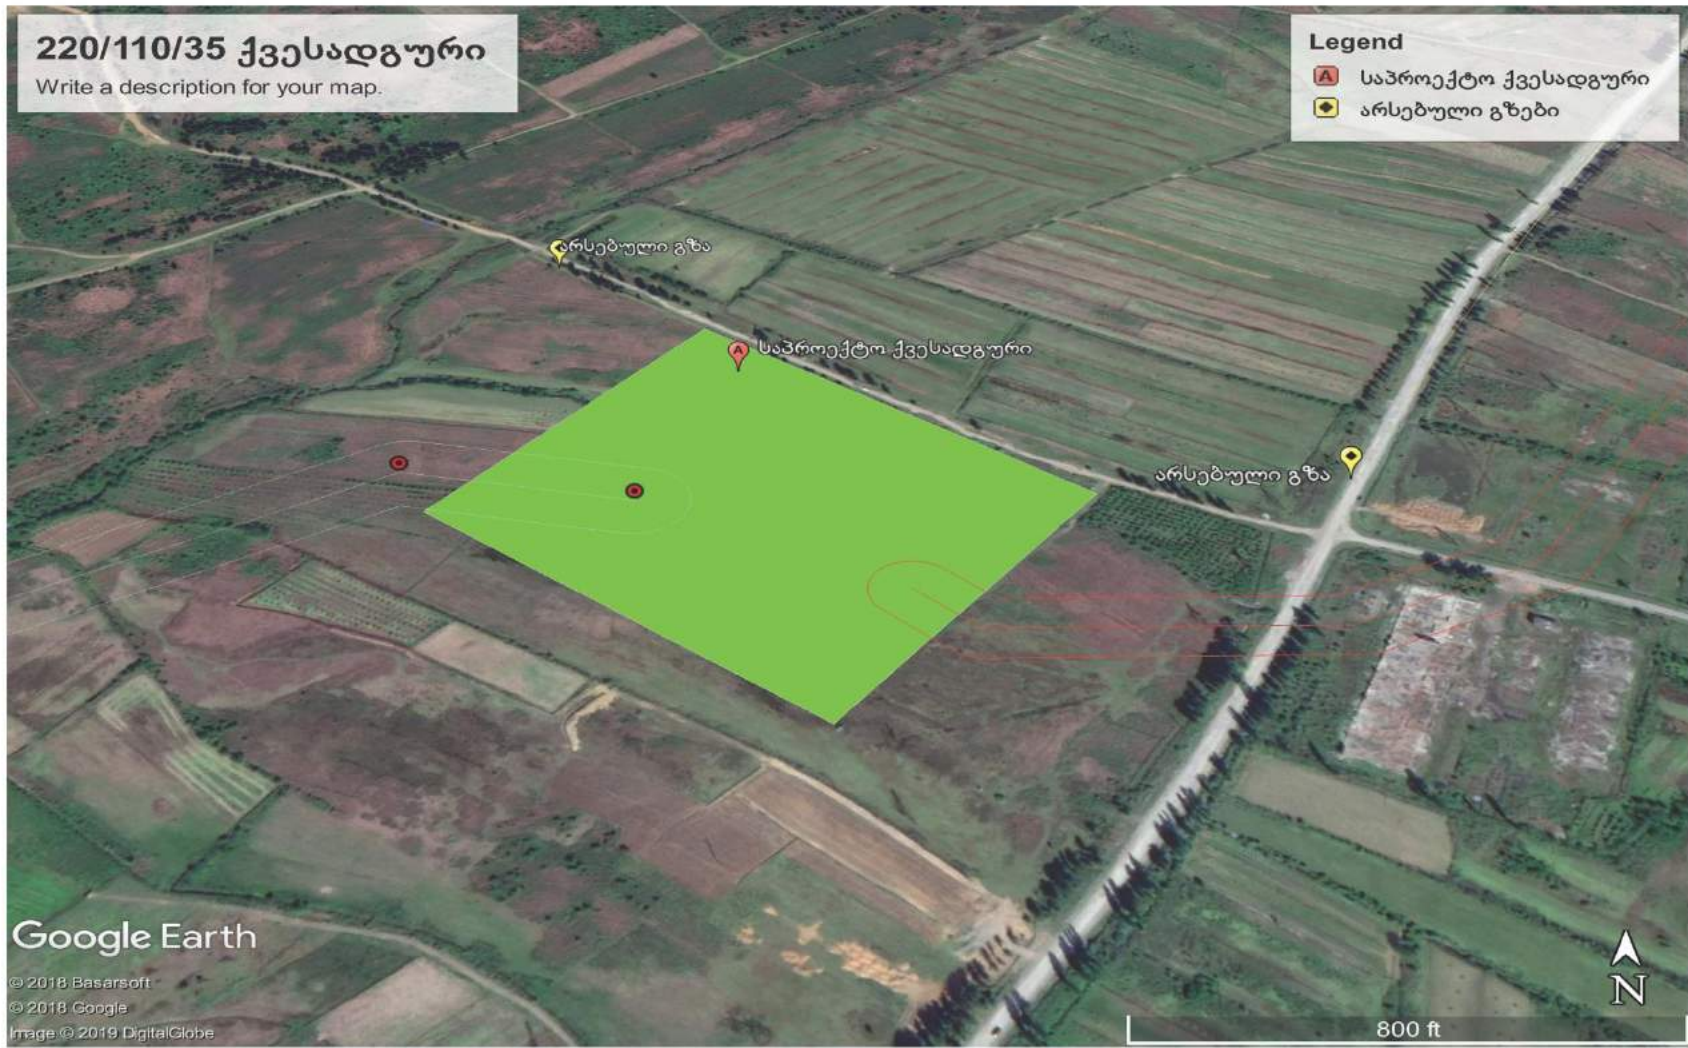 220/110/35 ქვესადგური
Write a description for your map.
Legend
A საპროექტო ქვესადგური
არსებული გზები
არსებული გზა
A საპროექტო ქვესადგური
არსებული გზა
Google Earth
© 2018 Basarsoft
© 2018 Google
Image © 2019 DigitalGlobe
N
800 ft